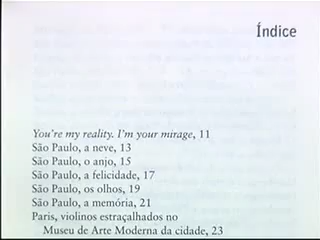 Índice
You're my reality. I'm your mirage, 11
São Paulo, a neve, 13
São Paulo, o anjo, 15
São Paulo, a felicidade, 17
São Paulo, os olhos, 19
São Paulo, a memória, 21
Paris, violinos estraçalhados no
Museu de Arte Moderna da cidade, 23